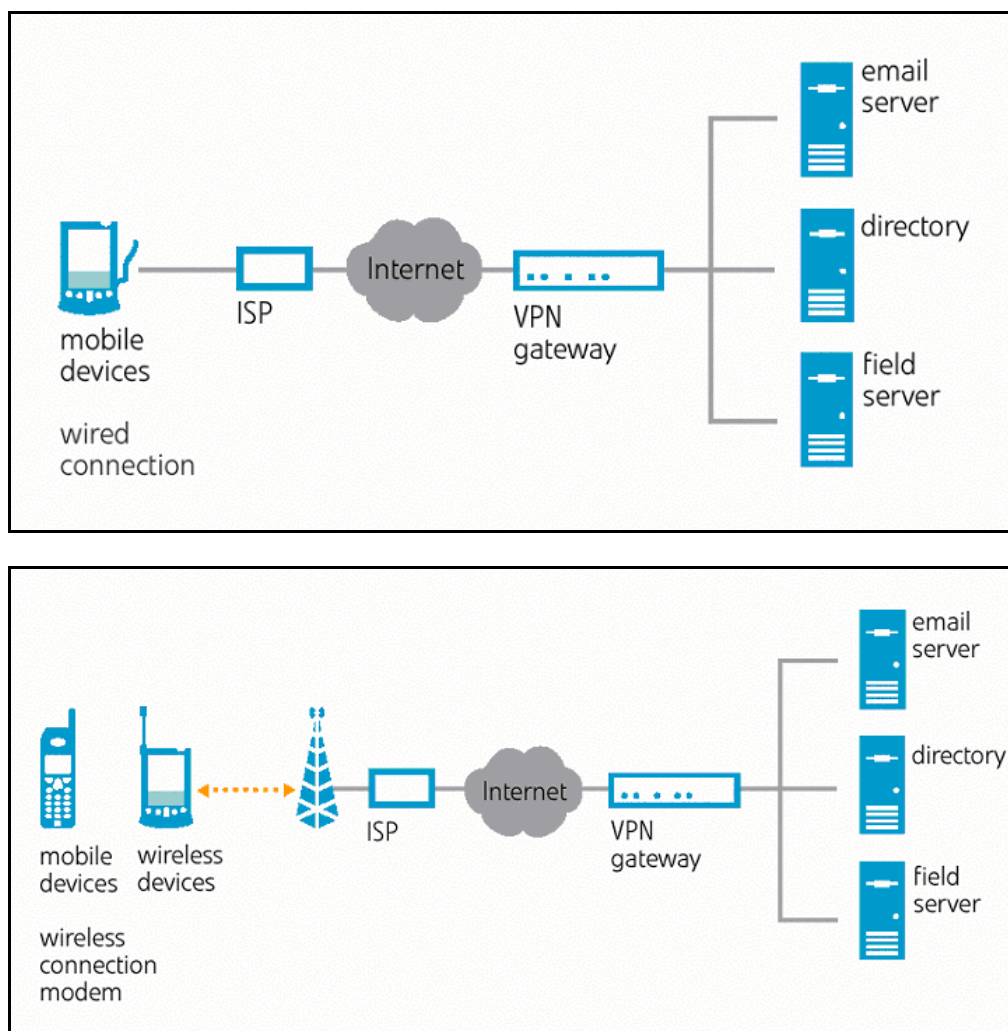 email
server
directory
Internet
ISP
VPN
gateway
mobile
devices
field
server
wired
connection
email
server
directory
Internet
ISP
VPN
gateway
mobile
devices
wireless
devices
field
server
wireless
connection
modem